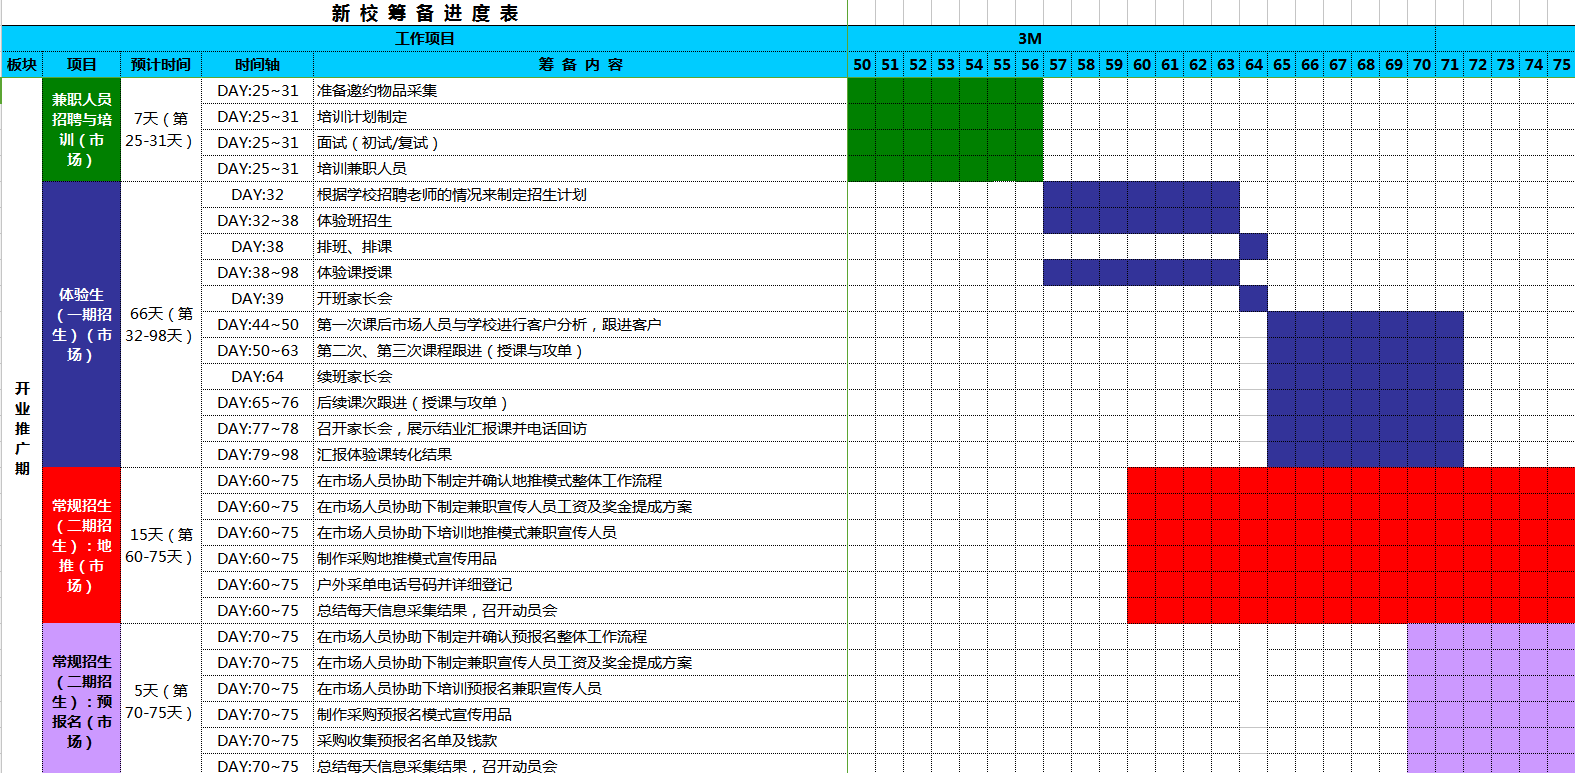 新 校 筹 备 进 度 表
工作项目 3M
板块 项目 预计时间 时间轴 筹 备 内 容 50 51 52 53 54 55 56 57 58 59 60 61 62 63 64 65 66 67 68 69 70 71 72 73 74 75
开
业
推
广
期
兼职人员
招聘与培
训（市
场）
7天（第
25-31天）
DAY:25~31 准备邀约物品采集
DAY:25~31 培训计划制定
DAY:25~31 面试（初试/复试）
DAY:25~31 培训兼职人员
体验生
（一期招
生）（市
场）
66天（第
32-98天）
DAY:32 根据学校招聘老师的情况来制定招生计划
DAY:32~38 体验班招生
DAY:38 排班、排课
DAY:38~98 体验课授课
DAY:39 开班家长会
DAY:44~50 第一次课后市场人员与学校进行客户分析，跟进客户
DAY:50~63 第二次、第三次课程跟进（授课与攻单）
DAY:64 续班家长会
DAY:65~76 后续课次跟进（授课与攻单）
DAY:77~78 召开家长会，展示结业汇报课并电话回访
DAY:79~98 汇报体验课转化结果
常规招生
（二期招
生）：地
推（市
场）
15天（第
60-75天）
DAY:60~75 在市场人员协助下制定并确认地推模式整体工作流程
DAY:60~75 在市场人员协助下制定兼职宣传人员工资及奖金提成方案
DAY:60~75 在市场人员协助下培训地推模式兼职宣传人员
DAY:60~75 制作采购地推模式宣传用品
DAY:60~75 户外采单电话号码并详细登记
DAY:60~75 总结每天信息采集结果，召开动员会
常规招生
（二期招
生）：预
报名（市
场）
5天（第
70-75天）
DAY:70~75 在市场人员协助下制定并确认预报名整体工作流程
DAY:70~75 在市场人员协助下制定兼职宣传人员工资及奖金提成方案
DAY:70~75 在市场人员协助下培训预报名兼职宣传人员
DAY:70~75 制作采购预报名模式宣传用品
DAY:70~75 采购收集预报名名单及钱款
DAY:70~75 总结每天信息采集结果，召开动员会